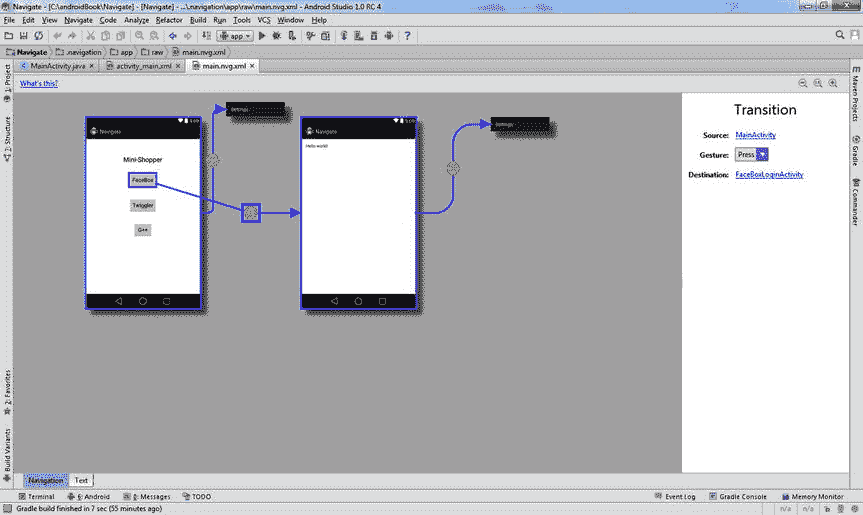 Navigate - [C:\androidBook\Navigate] - [Navigate] - ...\navigation\app\raw\main.nvg.xml - Android Studio 1.0 RC 4
File Edit View Navigate Code Analyze Refactor Build Run Tools VCS Window Help
app
Navigate .navigation app raw main.nvg.xml
MainActivity.java activity_main.xml main.nvg.xml
What's this?
1: Project
2: Structure
2: Favorites
Build Variants
Maven Projects
Gradle
Commander
Settings
Settings
Navigate
Navigate
Hello world!
Mini-Shopper
FaceBox
Twiggler
G++
Transition
Source: MainActivity
Gesture: Press
Destination: FaceBoxLoginActivity
Navigation Text
Terminal 6: Android 0: Messages TODO Event Log Gradle Console Memory Monitor
Gradle build finished in 7 sec (55 minutes ago) n/a n/a